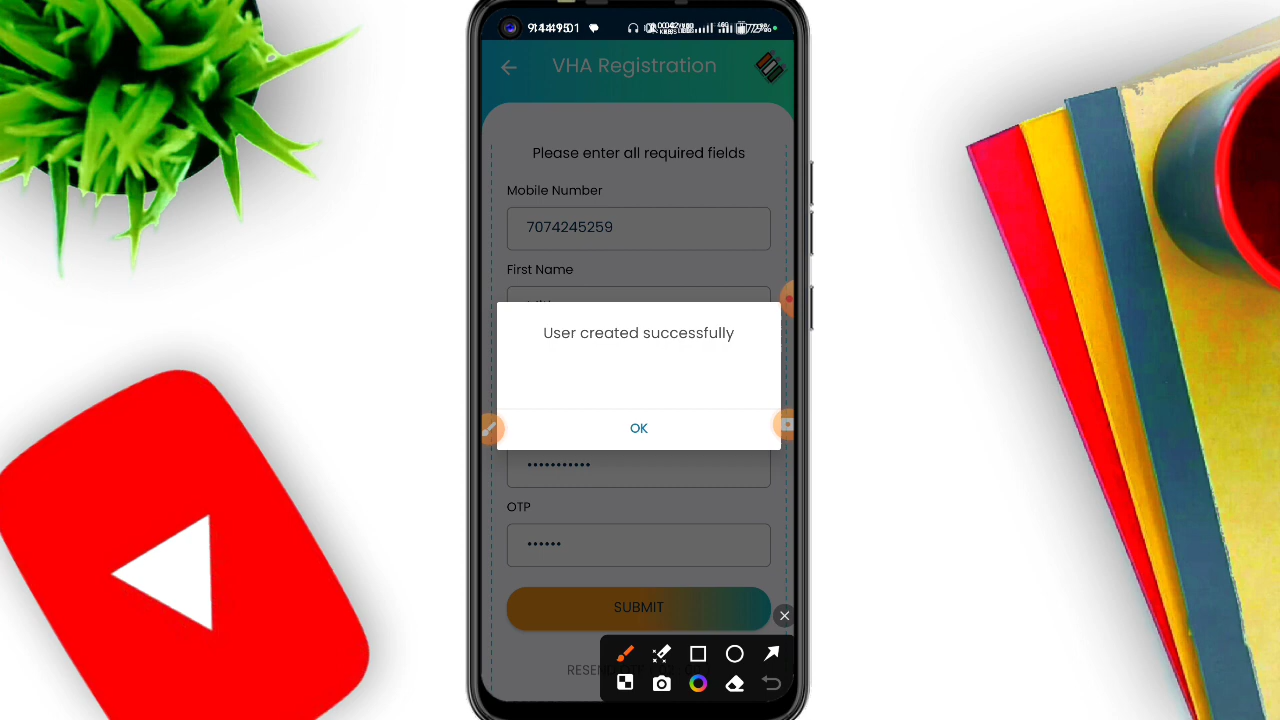 VHA Registration
Please enter all required fields
Mobile Number
7074245259
First Name
User created successfully
OK
OTP
SUBMIT